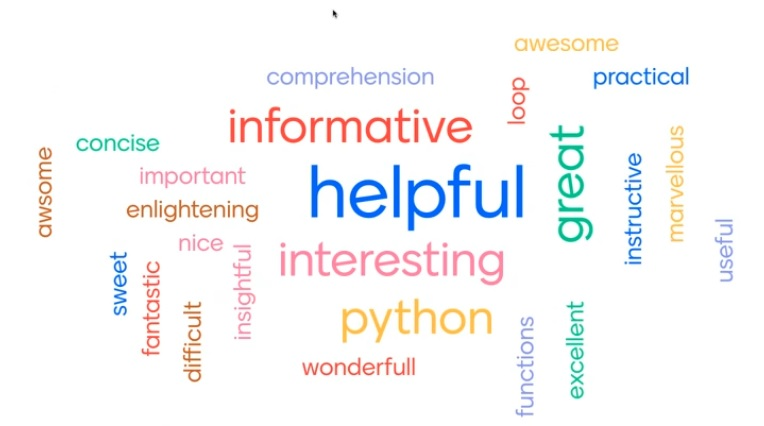 awesome
comprehension
practical
loop
informative
concise
great
marvellous
awsome
important
helpful
instructive
enlightening
useful
nice
interesting
insightful
sweet
fantastic
python
difficult
functions
excellent
wonderfull